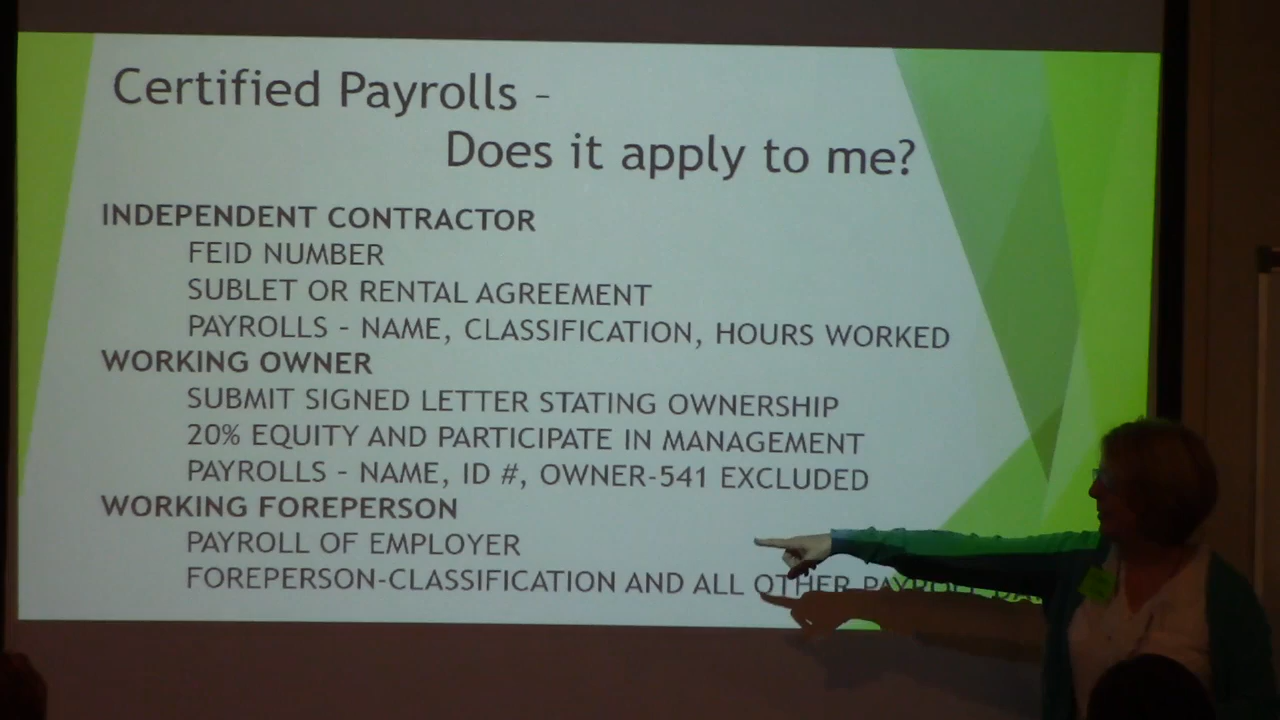 Certified Payrolls –
Does it apply to me?
INDEPENDENT CONTRACTOR
FEID NUMBER
SUBLET OR RENTAL AGREEMENT
PAYROLLS – NAME, CLASSIFICATION, HOURS WORKED
WORKING OWNER
SUBMIT SIGNED LETTER STATING OWNERSHIP
20% EQUITY AND PARTICIPATE IN MANAGEMENT
PAYROLLS – NAME, ID #, OWNER-541 EXCLUDED
WORKING FOREPERSON
PAYROLL OF EMPLOYER
FOREPERSON-CLASSIFICATION AND ALL OTHER PAYROLL